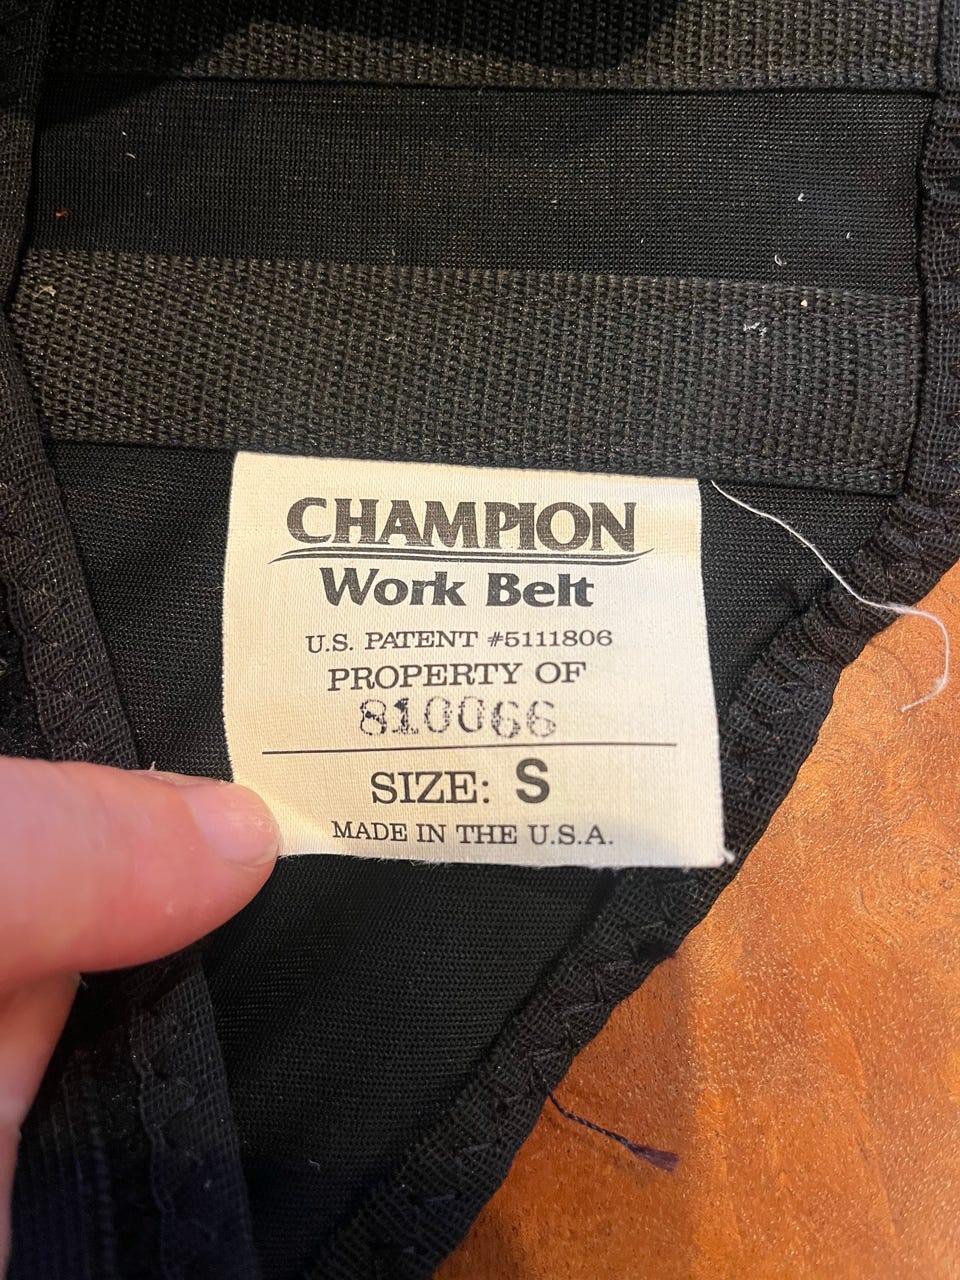 CHAMPION
Work Belt
U.S. PATENT #5111806
PROPERTY OF
810066
SIZE: S
MADE IN THE U.S.A.